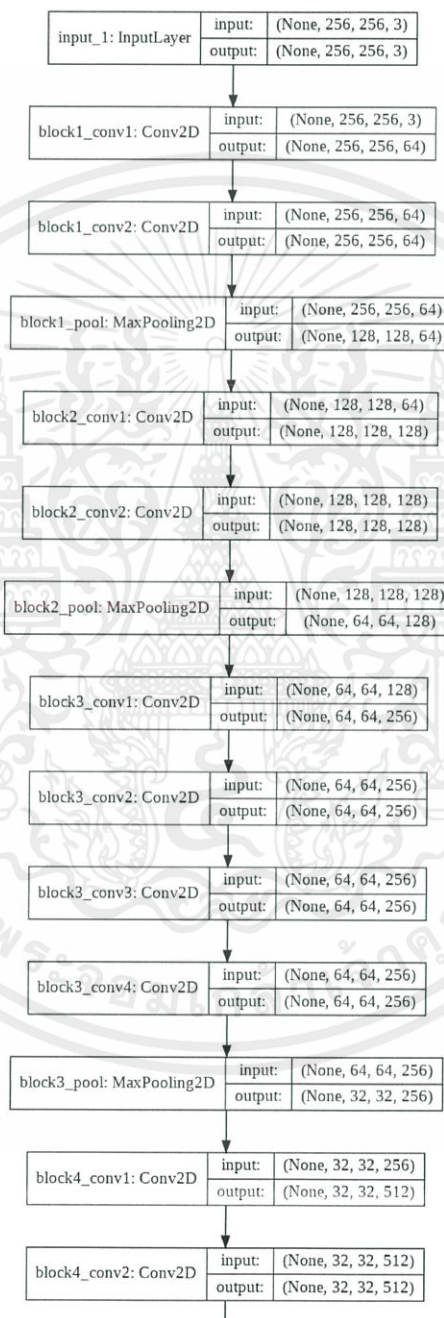 input_1: InputLayer
input: (None, 256, 256, 3)
output: (None, 256, 256, 3)
block1_conv1: Conv2D
input: (None, 256, 256, 3)
output: (None, 256, 256, 64)
block1_conv2: Conv2D
input: (None, 256, 256, 64)
output: (None, 256, 256, 64)
block1_pool: MaxPooling2D
input: (None, 256, 256, 64)
output: (None, 128, 128, 64)
block2_conv1: Conv2D
input: (None, 128, 128, 64)
output: (None, 128, 128, 128)
block2_conv2: Conv2D
input: (None, 128, 128, 128)
output: (None, 128, 128, 128)
block2_pool: MaxPooling2D
input: (None, 128, 128, 128)
output: (None, 64, 64, 128)
block3_conv1: Conv2D
input: (None, 64, 64, 128)
output: (None, 64, 64, 256)
block3_conv2: Conv2D
input: (None, 64, 64, 256)
output: (None, 64, 64, 256)
block3_conv3: Conv2D
input: (None, 64, 64, 256)
output: (None, 64, 64, 256)
block3_conv4: Conv2D
input: (None, 64, 64, 256)
output: (None, 64, 64, 256)
block3_pool: MaxPooling2D
input: (None, 64, 64, 256)
output: (None, 32, 32, 256)
block4_conv1: Conv2D
input: (None, 32, 32, 256)
output: (None, 32, 32, 512)
block4_conv2: Conv2D
input: (None, 32, 32, 512)
output: (None, 32, 32, 512)